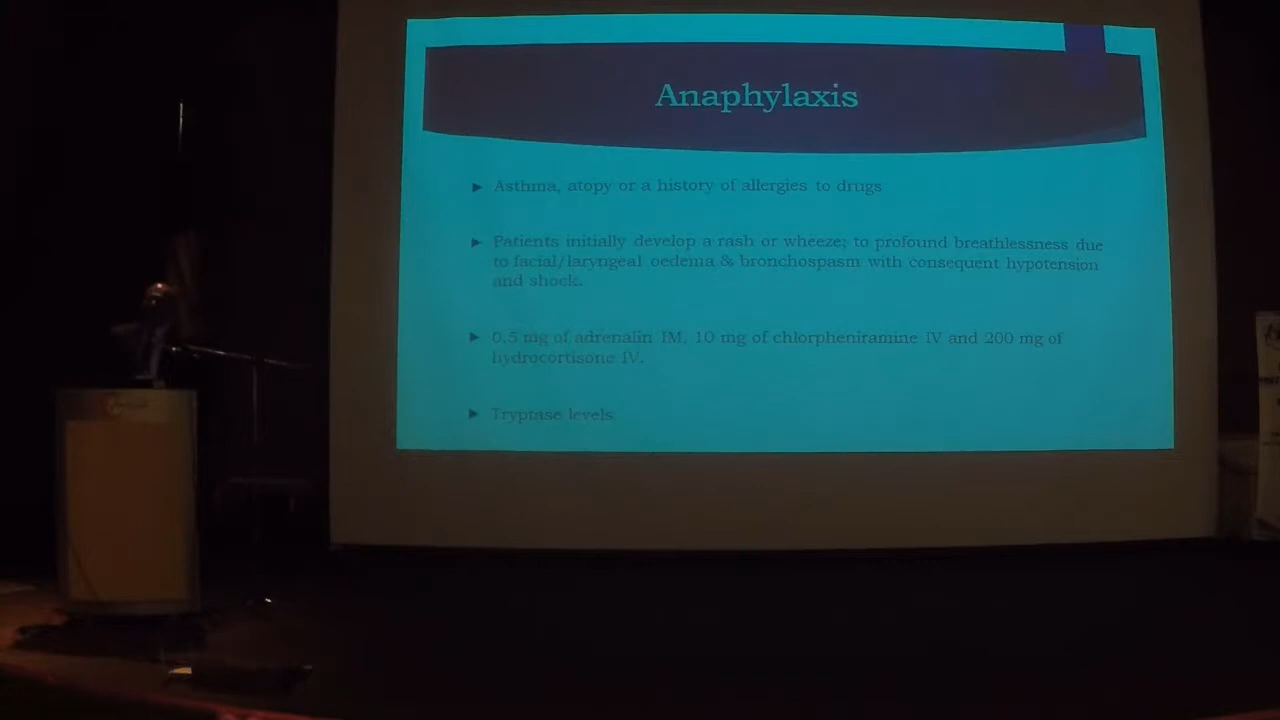 Anaphylaxis
► Asthma, atopy or a history of allergies to drugs
► Patients initially develop a rash or wheeze; to profound breathlessness due
to facial/laryngeal oedema & bronchospasm with consequent hypotension
and shock.
► 0.5 mg of adrenalin IM, 10 mg of chlorpheniramine IV and 200 mg of
hydrocortisone IV.
► Tryptase levels